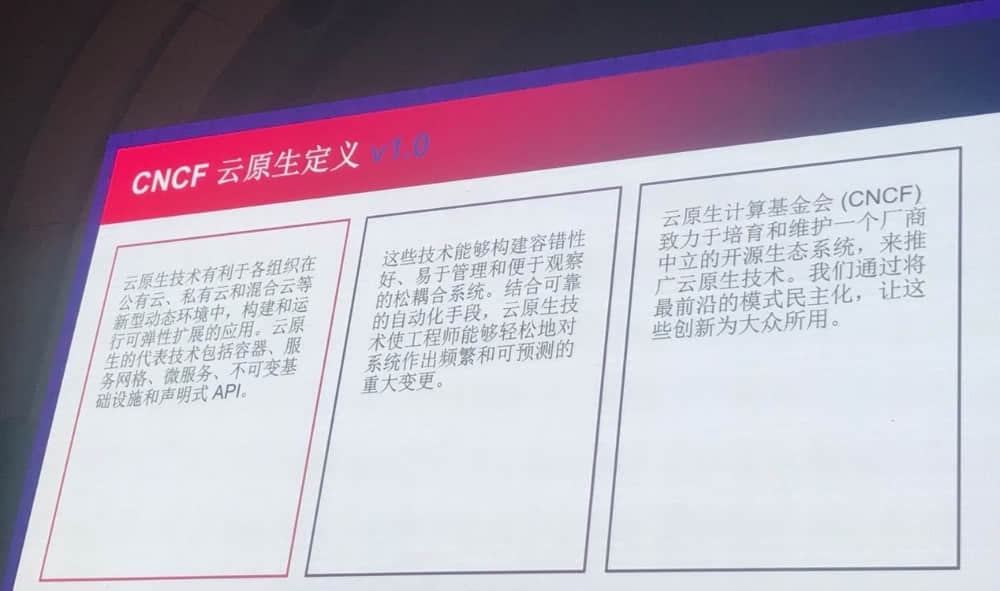 CNCF 云原生定义 v1.0
云原生技术有利于各组织在
公有云、私有云和混合云等
新型动态环境中，构建和运
行可弹性扩展的应用。云原
生的代表技术包括容器、服
务网格、微服务、不可变基
础设施和声明式 API。
这些技术能够构建容错性
好、易于管理和便于观察
的松耦合系统。结合可靠
的自动化手段，云原生技
术使工程师能够轻松地对
系统作出频繁和可预测的
重大变更。
云原生计算基金会 (CNCF)
致力于培育和维护一个厂商
中立的开源生态系统，来推
广云原生技术。我们通过将
最前沿的模式民主化，让这
些创新为大众所用。